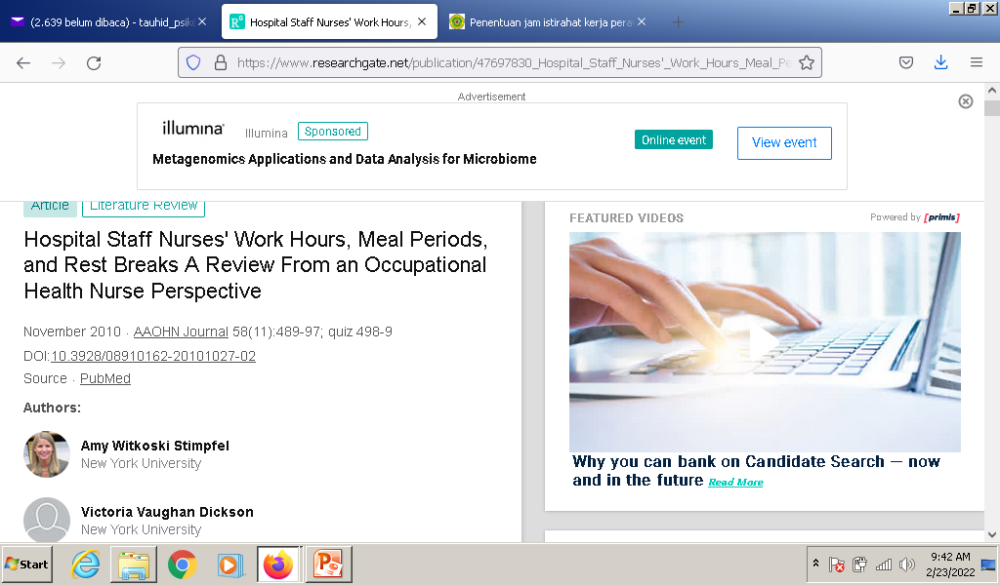 (2.639 belum dibaca) - tauhid_psik
Hospital Staff Nurses' Work Hours,
Penentuan jam istirahat kerja pera
https://www.researchgate.net/publication/47697830_Hospital_Staff_Nurses'_Work_Hours_Meal_Pe
Advertisement
illumina
Illumina
Sponsored
Online event
View event
Metagenomics Applications and Data Analysis for Microbiome
Article
Literature Review
Hospital Staff Nurses' Work Hours, Meal Periods,
and Rest Breaks A Review From an Occupational
Health Nurse Perspective
November 2010 · AAOHN Journal 58(11):489-97; quiz 498-9
DOI:10.3928/08910162-20101027-02
Source · PubMed
Authors:
Amy Witkoski Stimpfel
New York University
Victoria Vaughan Dickson
New York University
FEATURED VIDEOS
Powered by [primis]
Why you can bank on Candidate Search — now
and in the future Read More
Start
9:42 AM
2/23/2022